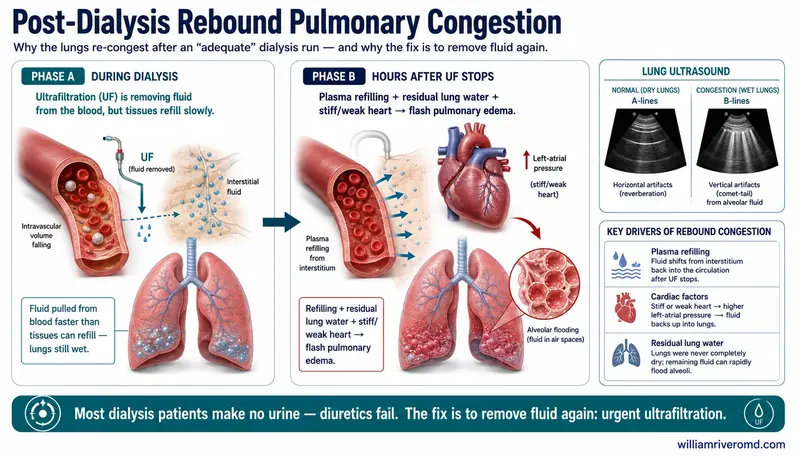 Post-Dialysis Rebound Pulmonary Congestion
Why the lungs re-congest after an “adequate” dialysis run — and why the fix is to remove fluid again.
PHASE A DURING DIALYSIS
Ultrafiltration (UF) is removing fluid
from the blood, but tissues refill slowly.
UF
(fluid removed)
Interstitial
fluid
Intravascular
volume
falling
Fluid pulled from
blood faster than
tissues can refill —
lungs still wet.
PHASE B HOURS AFTER UF STOPS
Plasma refilling + residual lung water +
stiff/weak heart → flash pulmonary edema.
Left-atrial
pressure
(stiff/weak
heart)
Plasma
refilling
from
interstitium
Refilling + residual
lung water + stiff/
weak heart →
flash pulmonary
edema.
Alveolar flooding
(fluid in air spaces)
LUNG ULTRASOUND
NORMAL (DRY LUNGS)
A-lines
Horizontal artifacts
(reverberation)
CONGESTION (WET LUNGS)
B-lines
Vertical artifacts
(comet-tail)
from alveolar fluid
KEY DRIVERS OF REBOUND CONGESTION
Plasma refilling
Fluid shifts from interstitium
back into the circulation
after UF stops.
Cardiac factors
Stiff or weak heart → higher
left-atrial pressure → fluid
backs up into lungs.
Residual lung water
Lungs were never completely
dry; remaining fluid can rapidly
flood alveoli.
Most dialysis patients make no urine — diuretics fail. The fix is to remove fluid again: urgent ultrafiltration.
UF
williamriveromd.com